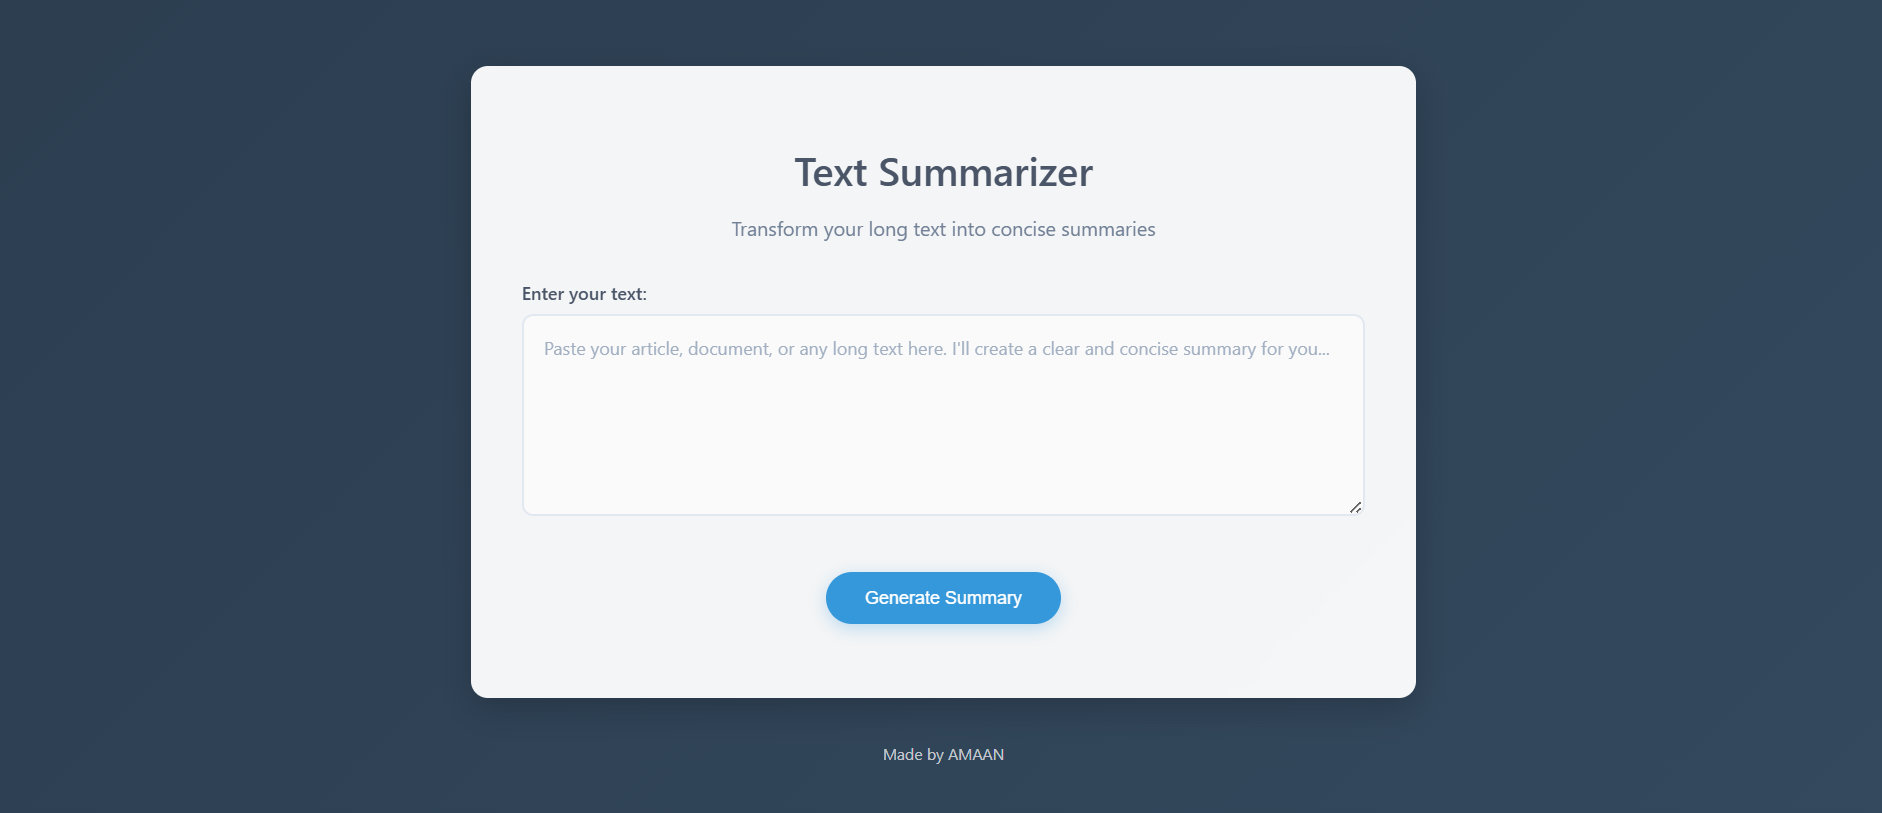 Text Summarizer
Transform your long text into concise summaries
Enter your text:
Paste your article, document, or any long text here. I'll create a clear and concise summary for you...
Generate Summary
Made by AMAAN